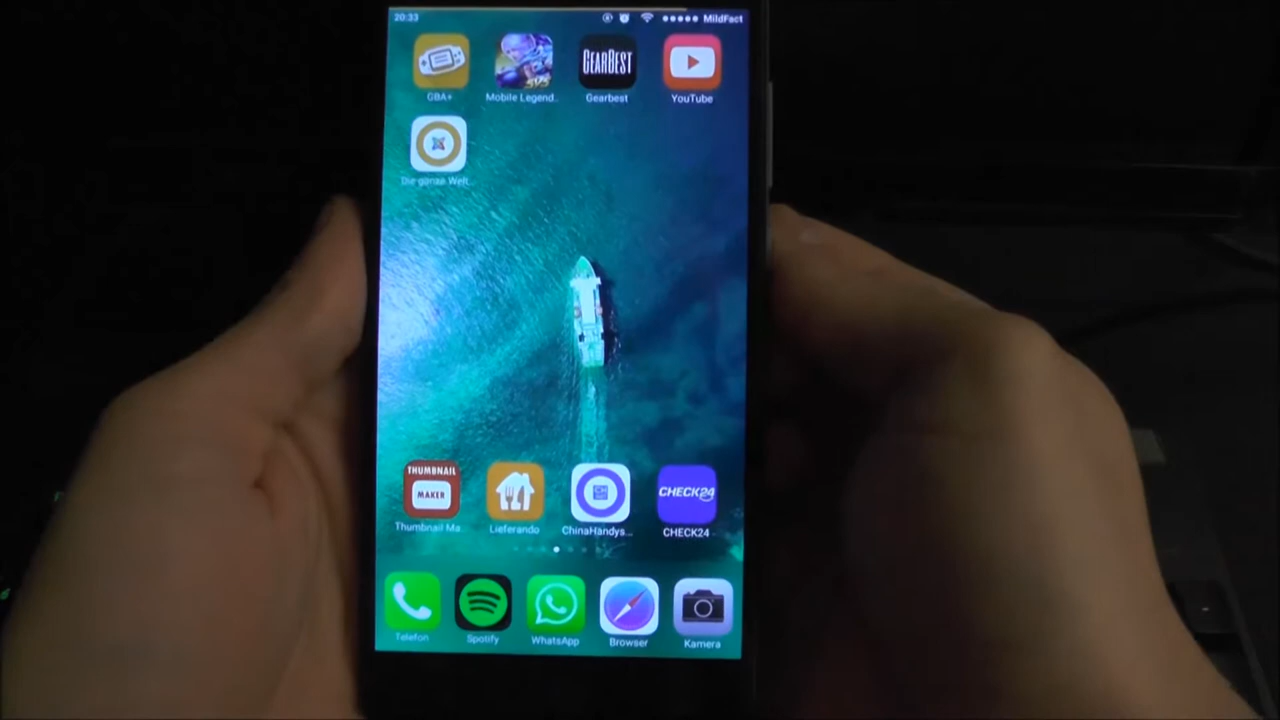 20:33 MildFact
GBA+ Mobile Legend.. GearBest Gearbest YouTube
Die ganze Welt..
THUMBNAIL
MAKER CHECK24
Thumbnail Ma.. Lieferando ChinaHandys... CHECK24
Telefon Spotify WhatsApp Browser Kamera